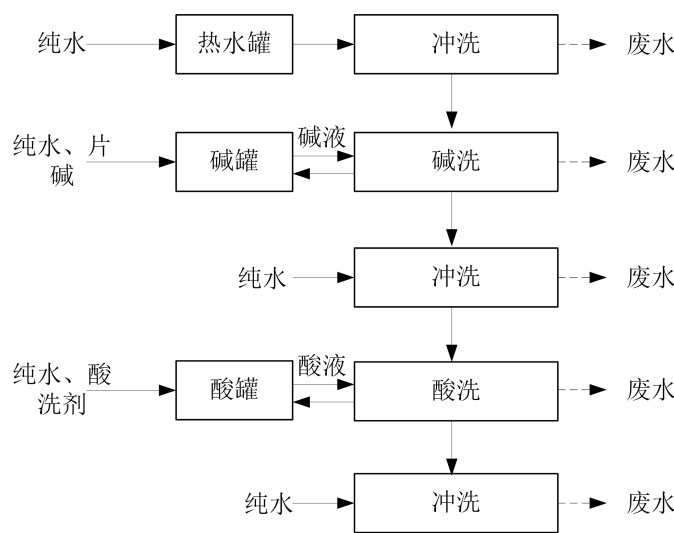 纯水
热水罐
冲洗
废水
纯水、片
碱
碱罐
碱液
碱洗
废水
纯水
冲洗
废水
纯水、酸
洗剂
酸罐
酸液
酸洗
废水
纯水
冲洗
废水